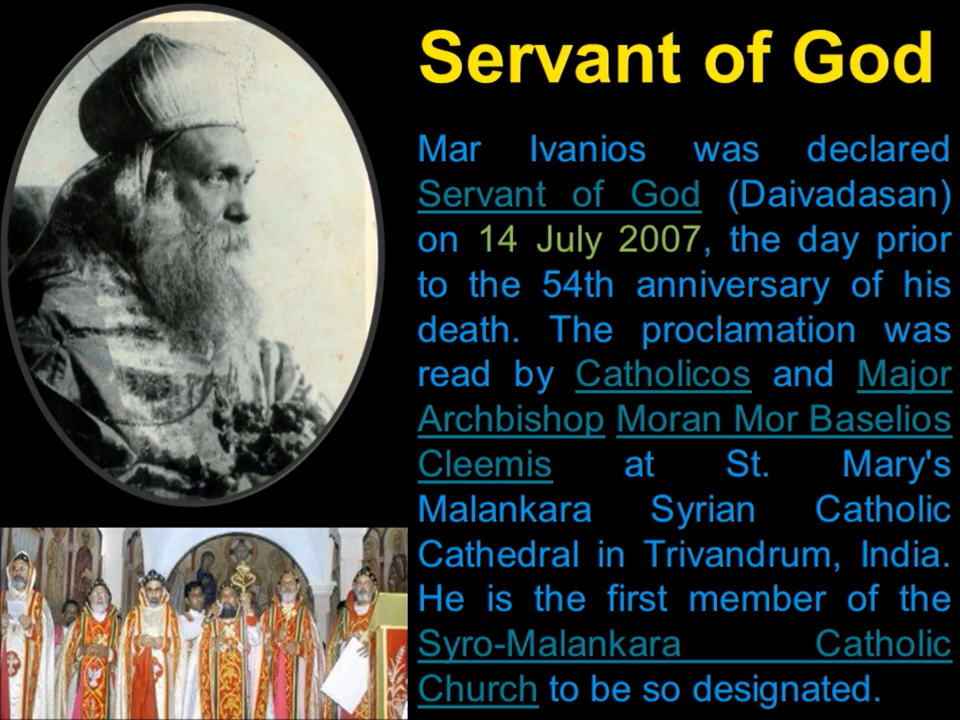 Servant of God
Mar Ivanios was declared
Servant of God (Daivadasan)
on 14 July 2007, the day prior
to the 54th anniversary of his
death. The proclamation was
read by Catholicos and Major
Archbishop Moran Mor Baselios
Cleemis at St. Mary's
Malankara Syrian Catholic
Cathedral in Trivandrum, India.
He is the first member of the
Syro-Malankara Catholic
Church to be so designated.